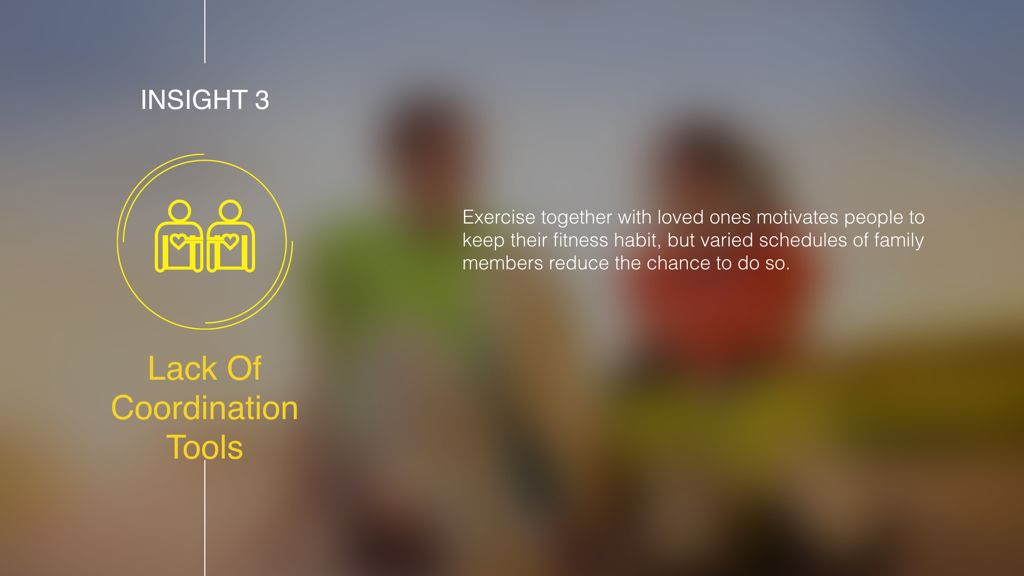 INSIGHT 3
Lack Of
Coordination
Tools
Exercise together with loved ones motivates people to
keep their fitness habit, but varied schedules of family
members reduce the chance to do so.